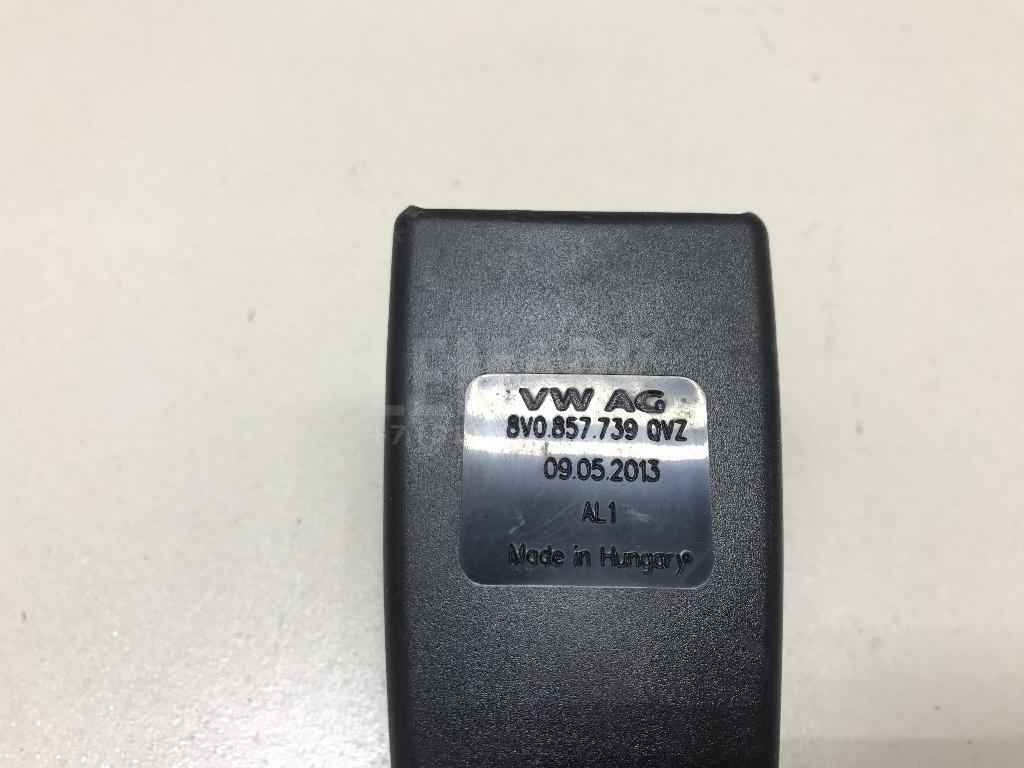 VW AG
8V0.857.739 QVZ
09.05.2013
AL1
Made in Hungary